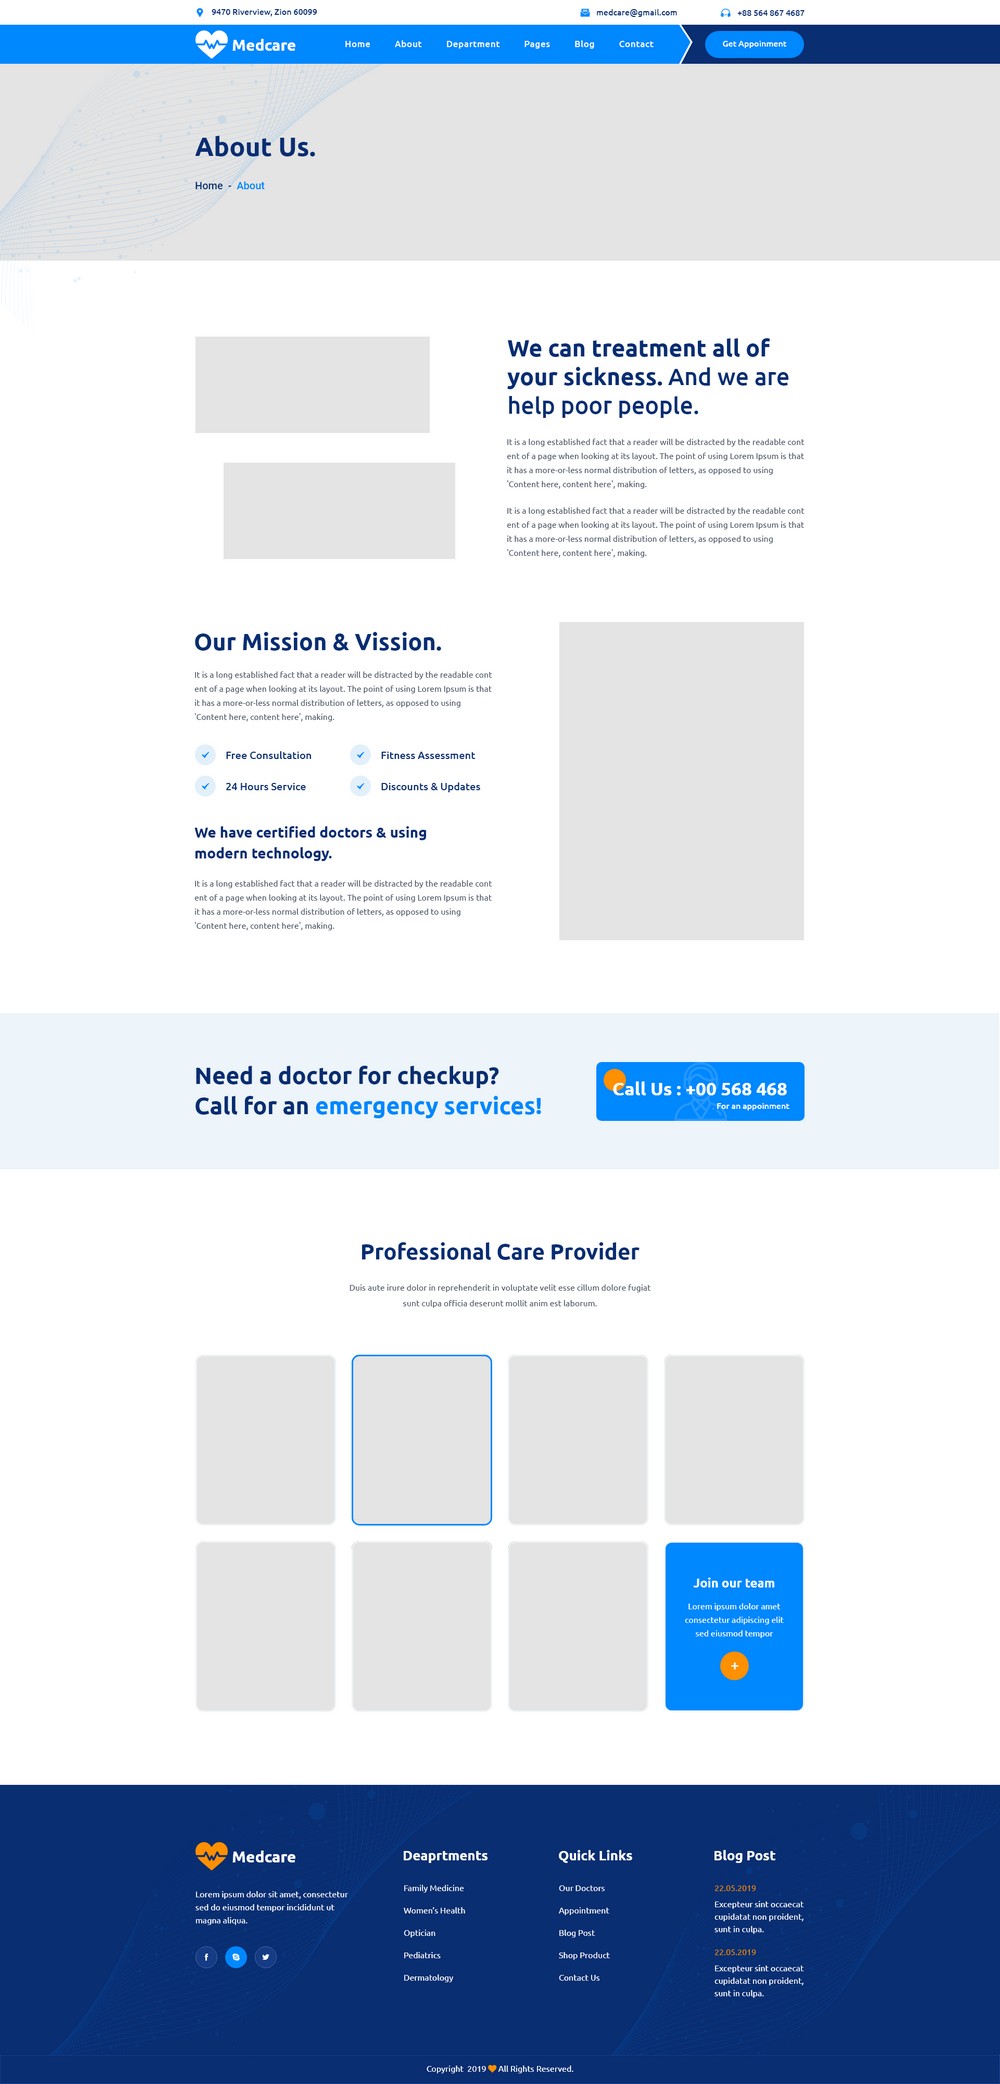 9470 Riverview, Zion 60099
medcare@gmail.com
+88 564 867 4687
Medcare
Home
About
Department
Pages
Blog
Contact
Get Appoinment
About Us.
Home - About
We can treatment all of
your sickness. And we are
help poor people.
It is a long established fact that a reader will be distracted by the readable cont
ent of a page when looking at its layout. The point of using Lorem Ipsum is that
it has a more-or-less normal distribution of letters, as opposed to using
'Content here, content here', making.
It is a long established fact that a reader will be distracted by the readable cont
ent of a page when looking at its layout. The point of using Lorem Ipsum is that
it has a more-or-less normal distribution of letters, as opposed to using
'Content here, content here', making.
Our Mission & Vission.
It is a long established fact that a reader will be distracted by the readable cont
ent of a page when looking at its layout. The point of using Lorem Ipsum is that
it has a more-or-less normal distribution of letters, as opposed to using
'Content here, content here', making.
Free Consultation
Fitness Assessment
24 Hours Service
Discounts & Updates
We have certified doctors & using
modern technology.
It is a long established fact that a reader will be distracted by the readable cont
ent of a page when looking at its layout. The point of using Lorem Ipsum is that
it has a more-or-less normal distribution of letters, as opposed to using
'Content here, content here', making.
Need a doctor for checkup?
Call for an emergency services!
Call Us : +00 568 468
For an appoinment
Professional Care Provider
Duis aute irure dolor in reprehenderit in voluptate velit esse cillum dolore fugiat
sunt culpa officia deserunt mollit anim est laborum.
Join our team
Lorem ipsum dolor amet
consectetur adipiscing elit
sed eiusmod tempor
+
Medcare
Lorem ipsum dolor sit amet, consectetur
sed do eiusmod tempor incididunt ut
magna aliqua.
Deaprtments
Family Medicine
Women's Health
Optician
Pediatrics
Dermatology
Quick Links
Our Doctors
Appointment
Blog Post
Shop Product
Contact Us
Blog Post
22.05.2019
Excepteur sint occaecat
cupidatat non proident,
sunt in culpa.
22.05.2019
Excepteur sint occaecat
cupidatat non proident,
sunt in culpa.
Copyright 2019 🧡 All Rights Reserved.